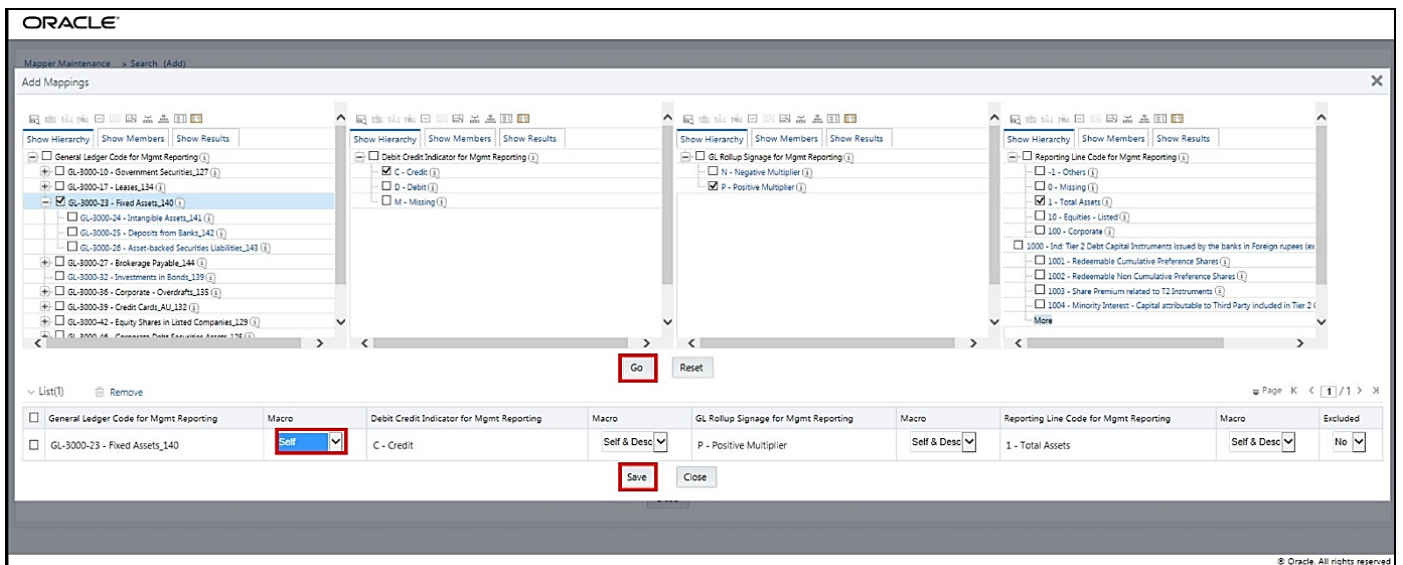 ORACLE
Mapper Maintenance > Search (Add)
Add Mappings
Show Hierarchy Show Members Show Results
General Ledger Code for Mgmt Reporting
GL-3000-10 - Government Securities_127
GL-3000-17 - Leases_134
GL-3000-23 - Fixed Assets_140
GL-3000-24 - Intangible Assets_141
GL-3000-25 - Deposits from Banks_142
GL-3000-26 - Asset-backed Securities Liabilities_143
GL-3000-27 - Brokerage Payable_144
GL-3000-32 - Investments in Bonds_139
GL-3000-36 - Corporate - Overdrafts_135
GL-3000-39 - Credit Cards_AU_132
GL-3000-42 - Equity Shares in Listed Companies_129
GL-3000-46 - Corporate Debt Securities Assets_125
Show Hierarchy Show Members Show Results
Debit Credit Indicator for Mgmt Reporting
C - Credit
D - Debit
M - Missing
Show Hierarchy Show Members Show Results
GL Rollup Signage for Mgmt Reporting
N - Negative Multiplier
P - Positive Multiplier
Show Hierarchy Show Members Show Results
Reporting Line Code for Mgmt Reporting
-1 - Others
0 - Missing
1 - Total Assets
10 - Equities - Listed
100 - Corporate
1000 - Ind: Tier 2 Debt Capital Instruments issued by the banks in Foreign rupees (ex
1001 - Redeemable Cumulative Preference Shares
1002 - Redeemable Non Cumulative Preference Shares
1003 - Share Premium related to T2 Instruments
1004 - Minority Interest - Capital attributable to Third Party included in Tier 2 C
More
Go Reset
List(1) Remove Page 1 / 1
General Ledger Code for Mgmt Reporting Macro Debit Credit Indicator for Mgmt Reporting Macro GL Rollup Signage for Mgmt Reporting Macro Reporting Line Code for Mgmt Reporting Macro Excluded
GL-3000-23 - Fixed Assets_140 Self C - Credit Self & Desc P - Positive Multiplier Self & Desc 1 - Total Assets Self & Desc No
Save Close
© Oracle. All rights reserved